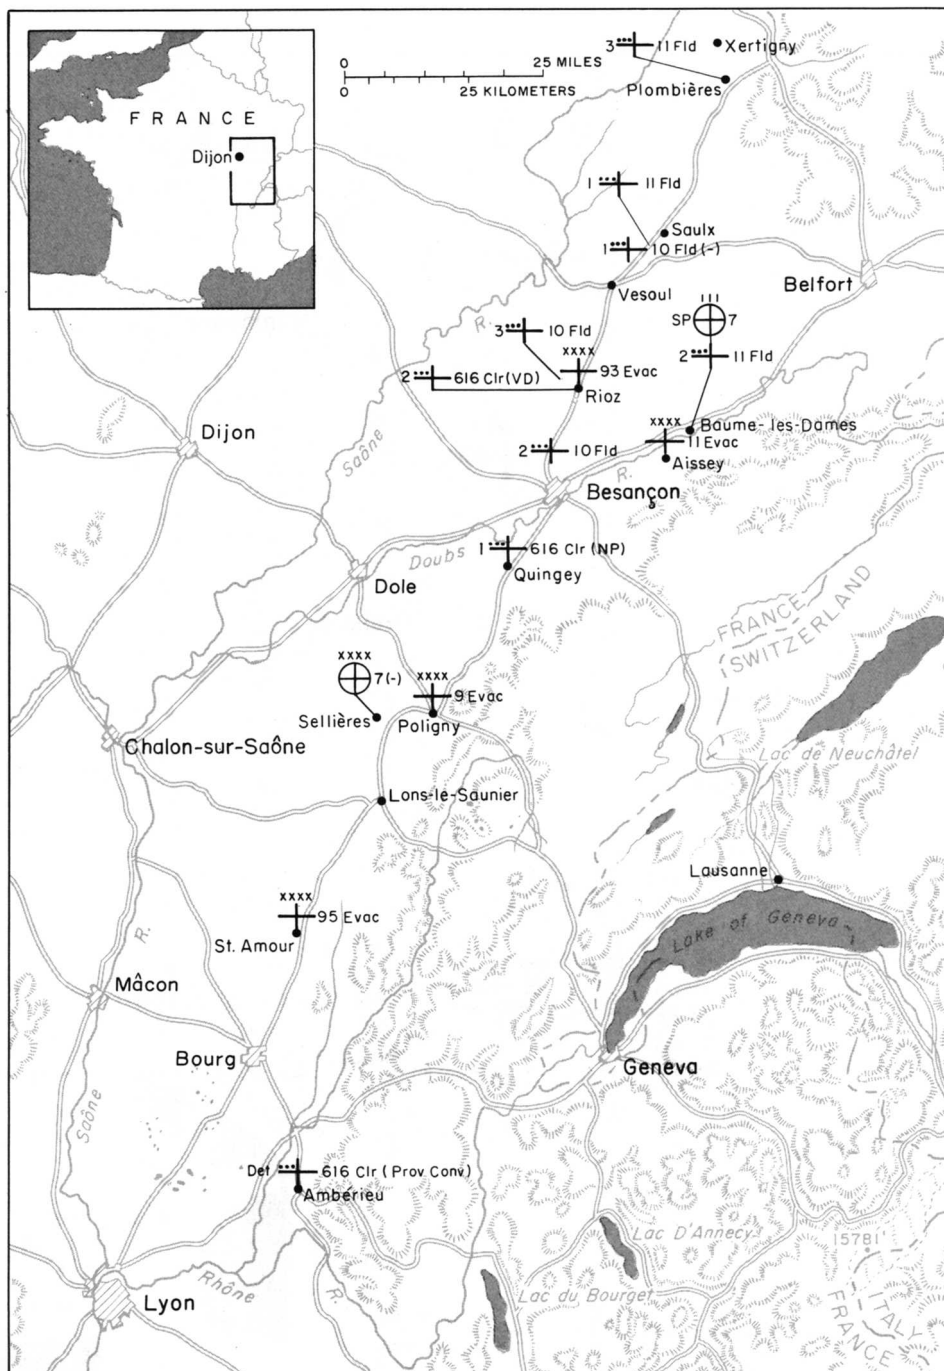 FRANCE
Dijon
0 25 MILES
0 25 KILOMETERS
3 ••• 11 Fld
Xertigny
Plombières
1 ••• 11 Fld
Saulx
1 ••• 10 Fld (-)
Vesoul
Belfort
III
SP 7
R.
3 ••• 10 Fld
XXXX
93 Evac
2 ••• 11 Fld
2 ••• 616 Clr (VD)
Rioz
Dijon
Saône
XXXX
Baume-les-Dames
11 Evac
2 ••• 10 Fld
Aissey
R.
Besançon
Doubs
1 ••• 616 Clr (NP)
Quingey
Dole
FRANCE
SWITZERLAND
XXXX
7 (-)
XXXX
9 Evac
Sellières
Poligny
Chalon-sur-Saône
Lac de Neuchâtel
Lons-le-Saunier
Lausanne
XXXX
95 Evac
St. Amour
R.
Lake of Geneva
Mâcon
Bourg
Geneva
Saône
Det ••• 616 Clr (Prov Conv)
Ambérieu
Lac D'Annecy
15781
Rhône
R.
Lac du Bourget
Lyon
ITALY
FRANCE